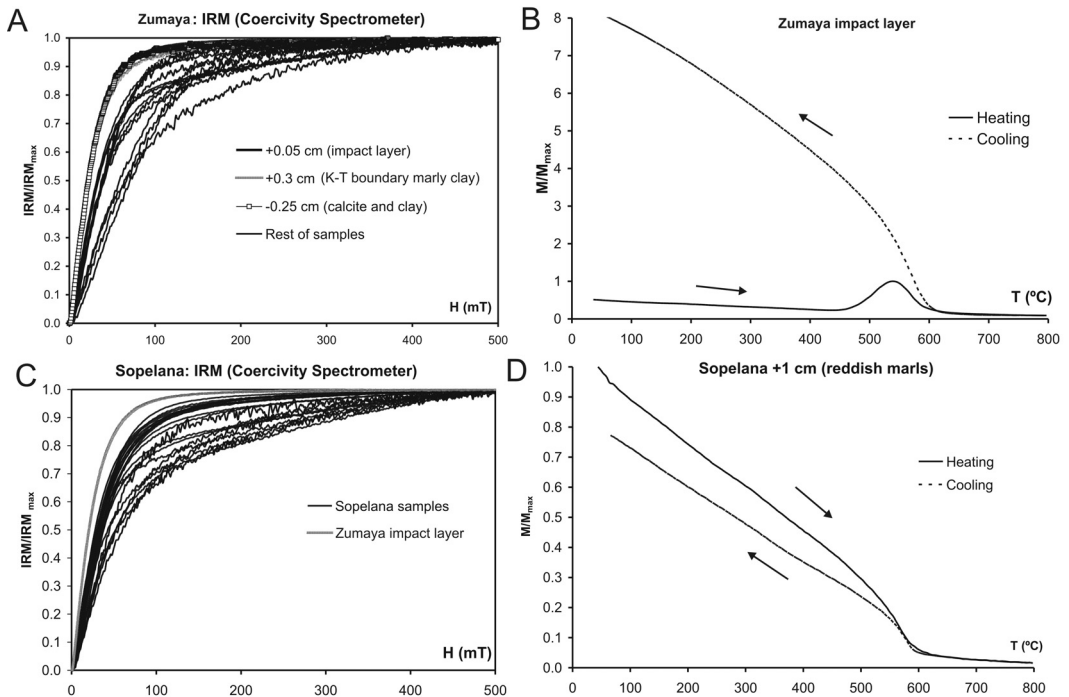 A
Zumaya : IRM (Coercivity Spectrometer)
1.0
0.9
0.8
0.7
0.6
0.5
0.4
0.3
0.2
0.1
0.0
IRM/IRMmax
+0.05 cm (impact layer)
+0.3 cm (K-T boundary marly clay)
-0.25 cm (calcite and clay)
Rest of samples
H (mT)
0 100 200 300 400 500
B
Zumaya impact layer
8
7
6
5
4
3
2
1
0
M/Mmax
Heating
Cooling
T (ºC)
0 100 200 300 400 500 600 700 800
C
Sopelana: IRM (Coercivity Spectrometer)
1.0
0.9
0.8
0.7
0.6
0.5
0.4
0.3
0.2
0.1
0.0
IRM/IRMmax
Sopelana samples
Zumaya impact layer
H (mT)
0 100 200 300 400 500
D
Sopelana +1 cm (reddish marls)
1.0
0.9
0.8
0.7
0.6
0.5
0.4
0.3
0.2
0.1
0.0
M/Mmax
Heating
Cooling
T (ºC)
0 100 200 300 400 500 600 700 800